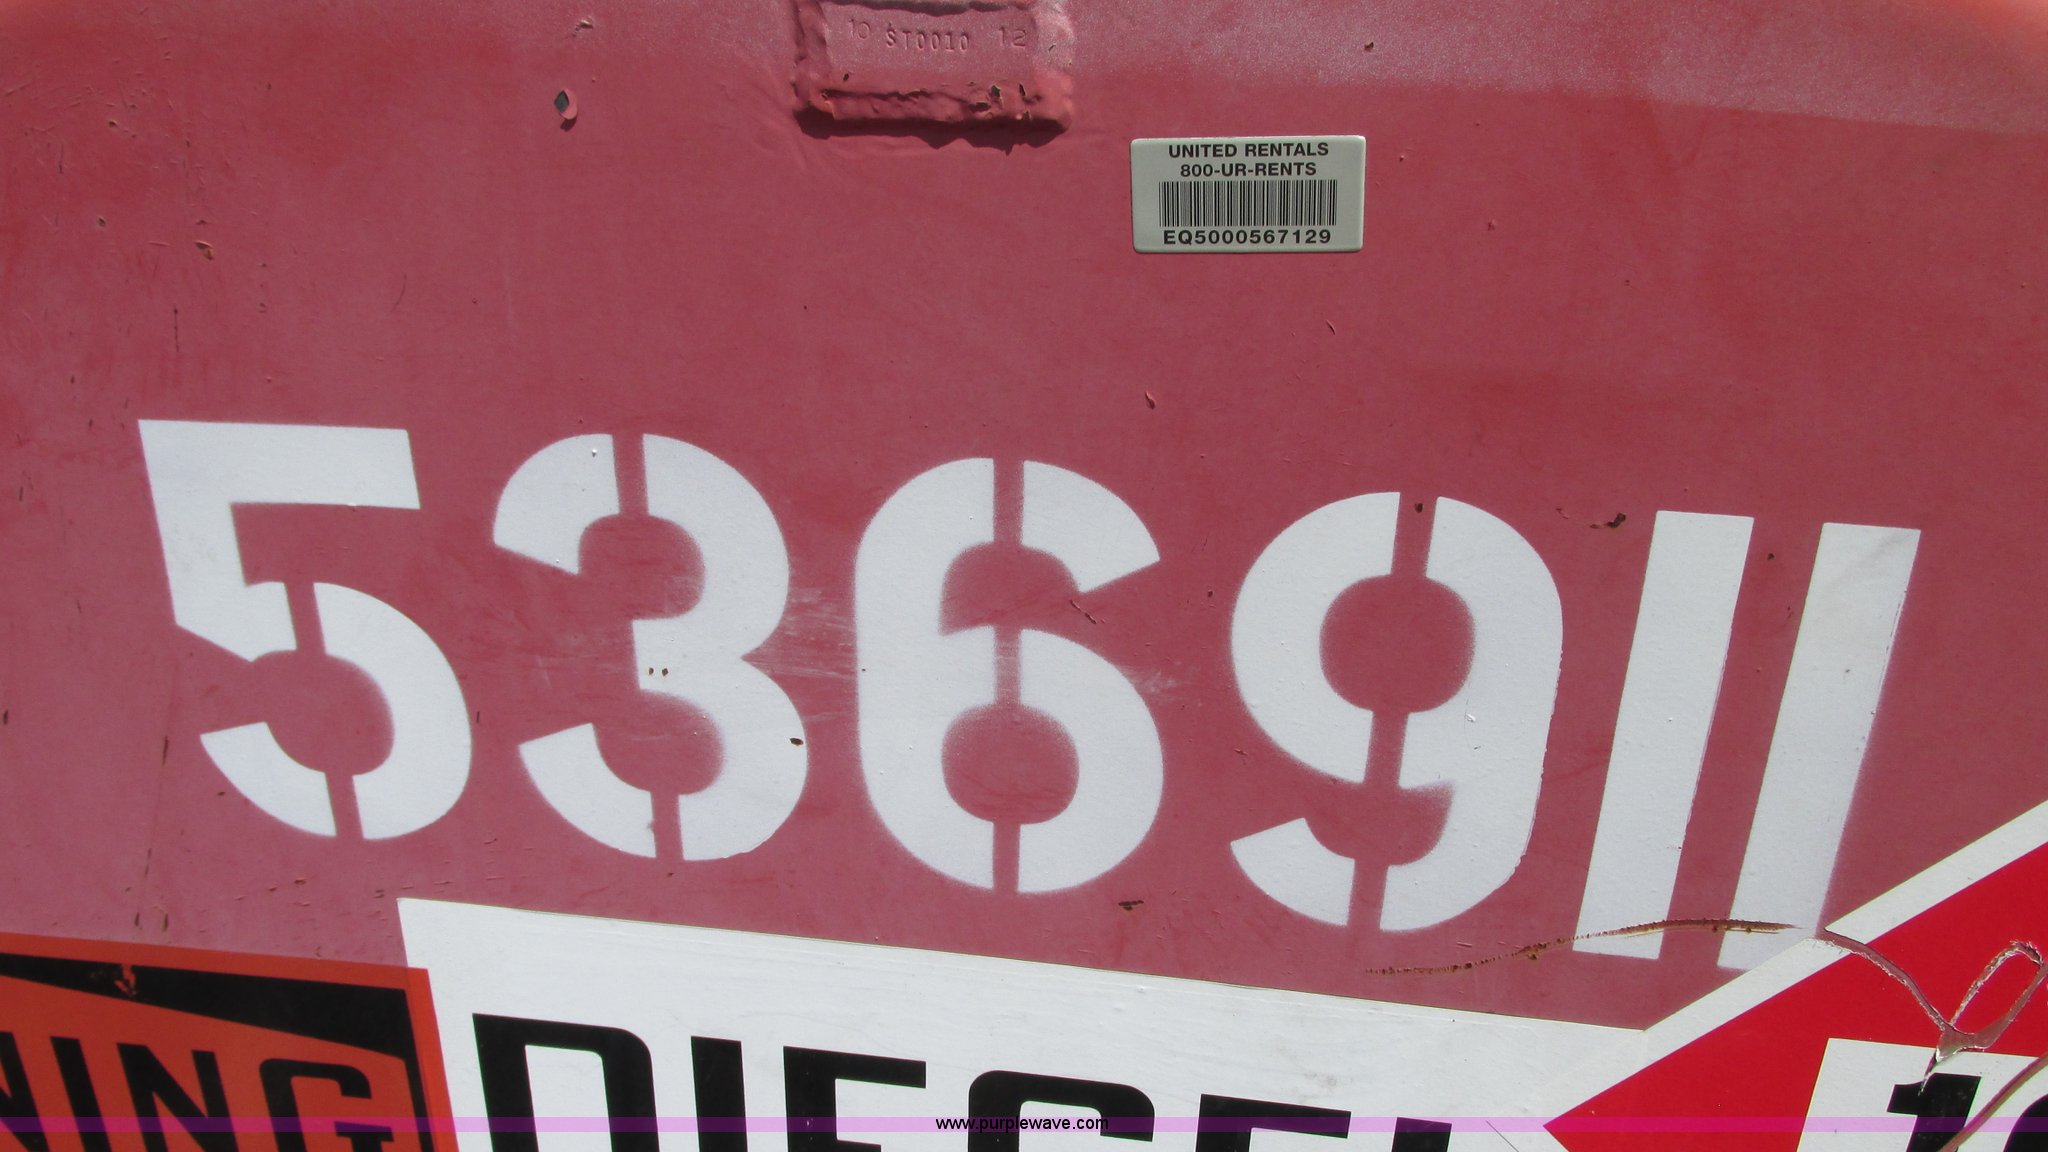 10 ST0010 12
UNITED RENTALS
800-UR-RENTS
EQ5000567129
536911
NING
DIESEL
www.purplewave.com